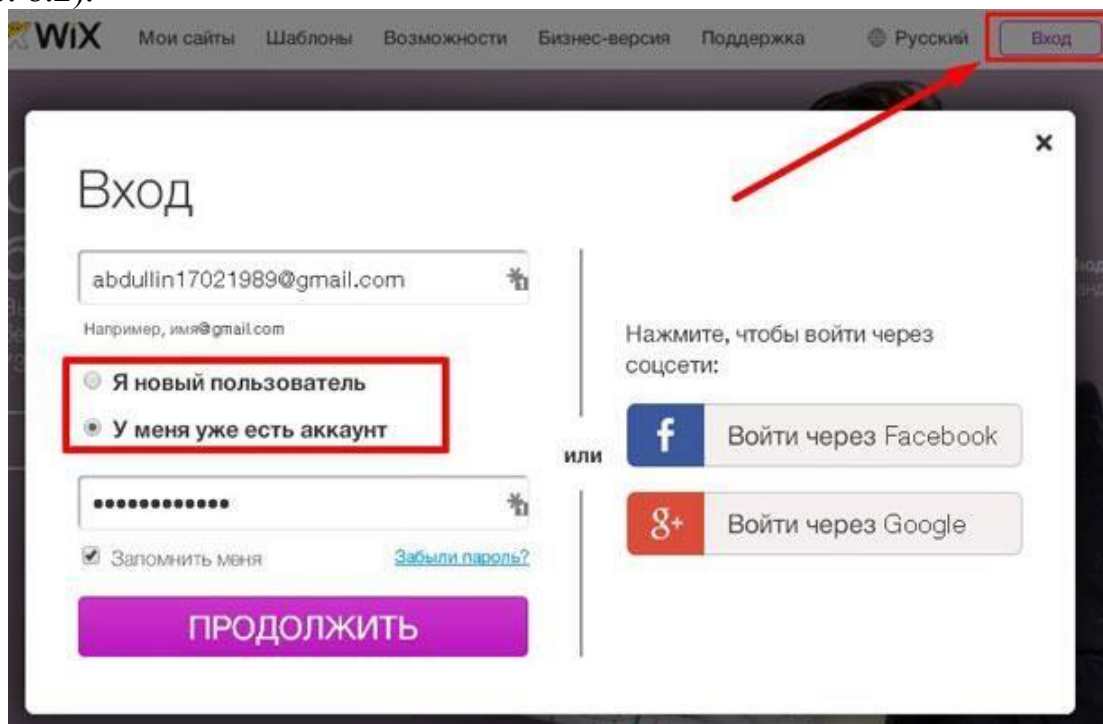 WiX Мои сайты Шаблоны Возможности Бизнес-версия Поддержка Русский Вход
Вход
abdullin17021989@gmail.com
Например, имя@gmail.com
Я новый пользователь
У меня уже есть аккаунт
••••••••••••
Запомнить меня Забыли пароль?
ПРОДОЛЖИТЬ
или
Нажмите, чтобы войти через
соцсети:
f Войти через Facebook
g+ Войти через Google